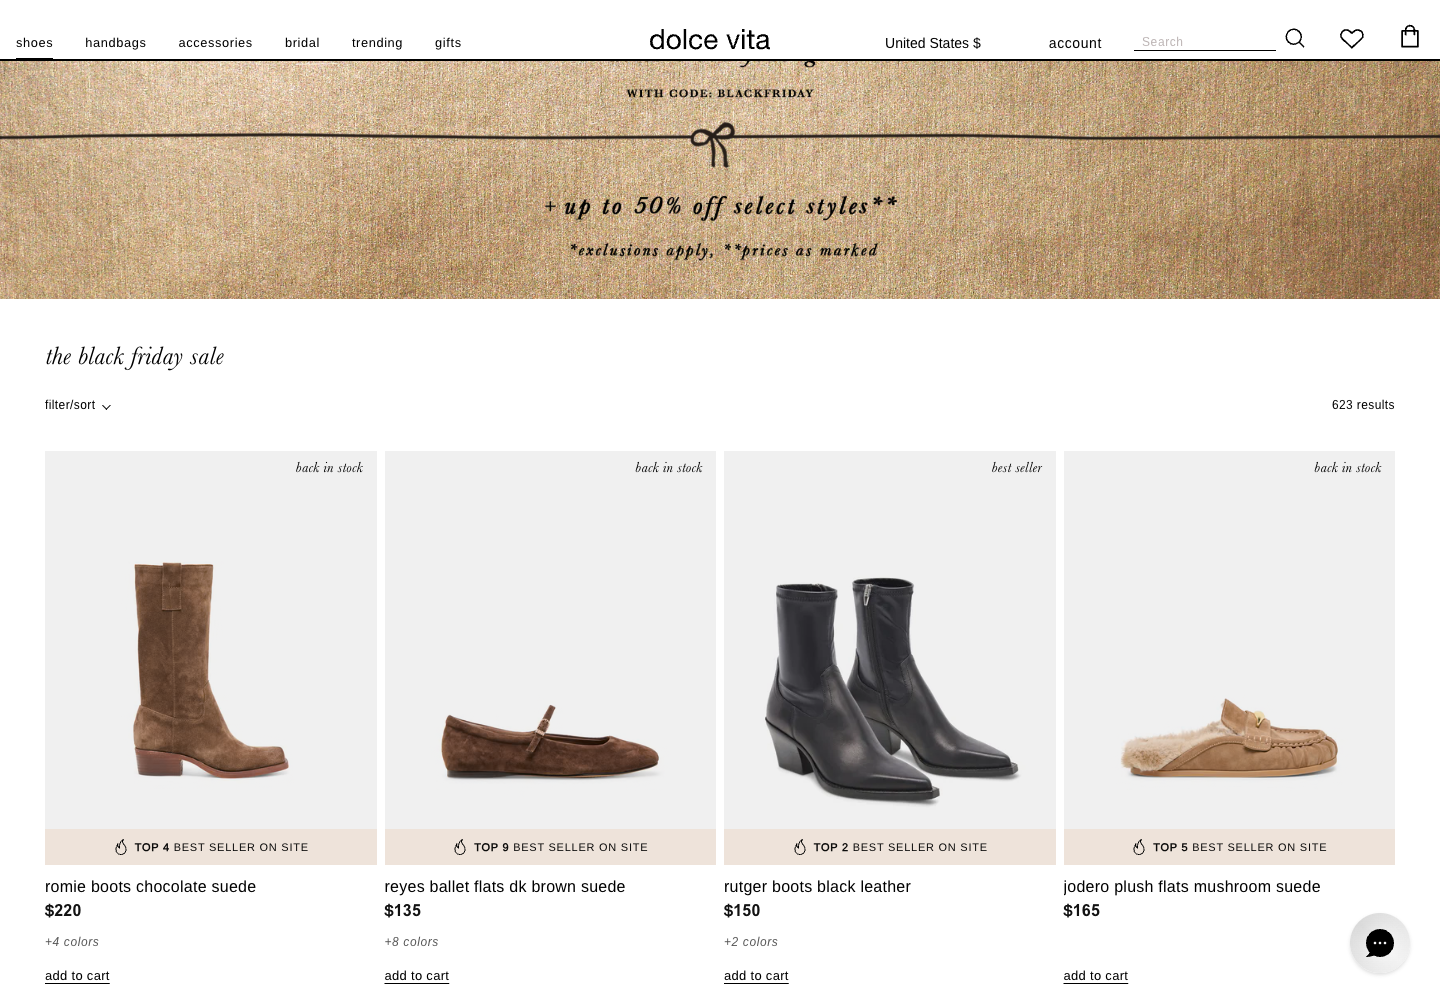 shoes handbags accessories bridal trending gifts dolce vita United States $ account Search
WITH CODE: BLACKFRIDAY
+ up to 50% off select styles**
*exclusions apply, **prices as marked
the black friday sale
filter/sort 623 results
back in stock back in stock best seller back in stock
TOP 4 BEST SELLER ON SITE TOP 9 BEST SELLER ON SITE TOP 2 BEST SELLER ON SITE TOP 5 BEST SELLER ON SITE
romie boots chocolate suede reyes ballet flats dk brown suede rutger boots black leather jodero plush flats mushroom suede
$220 $135 $150 $165
+4 colors +8 colors +2 colors
add to cart add to cart add to cart add to cart